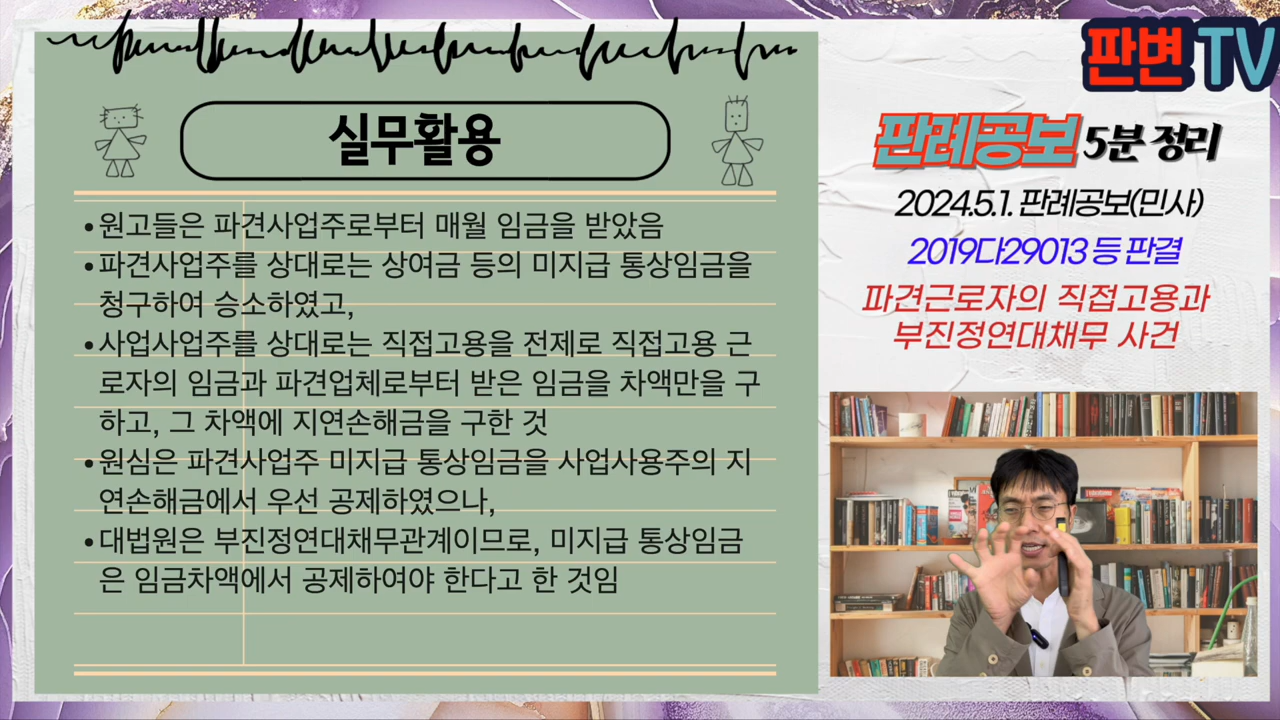 판변 TV
실무활용
•원고들은 파견사업주로부터 매월 임금을 받았음
•파견사업주를 상대로는 상여금 등의 미지급 통상임금을
청구하여 승소하였고,
•사업사업주를 상대로는 직접고용을 전제로 직접고용 근
로자의 임금과 파견업체로부터 받은 임금을 차액만을 구
하고, 그 차액에 지연손해금을 구한 것
•원심은 파견사업주 미지급 통상임금을 사업사용주의 지
연손해금에서 우선 공제하였으나,
•대법원은 부진정연대채무관계이므로, 미지급 통상임금
은 임금차액에서 공제하여야 한다고 한 것임
판례공보 5분 정리
2024.5.1. 판례공보(민사)
2019다29013 등 판결
파견근로자의 직접고용과
부진정연대채무 사건